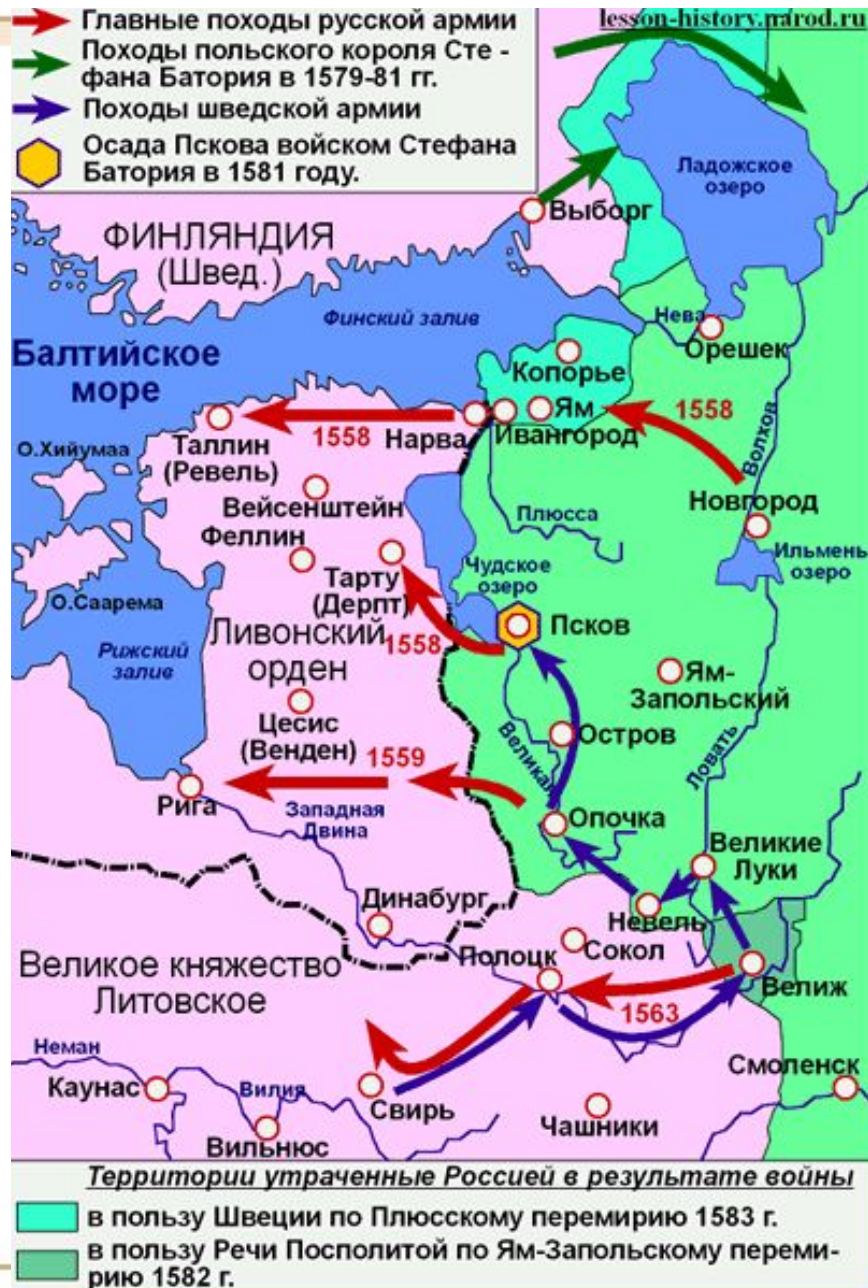 lesson-history.narod.ru
Главные походы русской армии
Походы польского короля Сте -
фана Батория в 1579-81 гг.
Походы шведской армии
Осада Пскова войском Стефана
Батория в 1581 году.
Ладожское
озеро
Выборг
ФИНЛЯНДИЯ
(Швед.)
Финский залив
Нева
Орешек
Балтийское
море
Копорье
Ям
1558
Волхов
Таллин
(Ревель)
1558
Нарва
Ивангород
О.Хийумаа
Вейсенштейн
Новгород
Феллин
Плюсса
Ильмень
озеро
Тарту
(Дерпт)
Чудское
озеро
О.Саарема
1558
Псков
Рижский
залив
Ливонский
орден
Ям-
Запольский
Цесис
(Венден)
Остров
Великая
Ловать
1559
Рига
Западная
Двина
Опочка
Великие
Луки
Динабург
Невель
Сокол
Полоцк
Велиж
Великое княжество
Литовское
1563
Неман
Смоленск
Каунас
Вилия
Свирь
Чашники
Вильнюс
Территории утраченные Россией в результате войны
в пользу Швеции по Плюсскому перемирию 1583 г.
в пользу Речи Посполитой по Ям-Запольскому переми-
рию 1582 г.